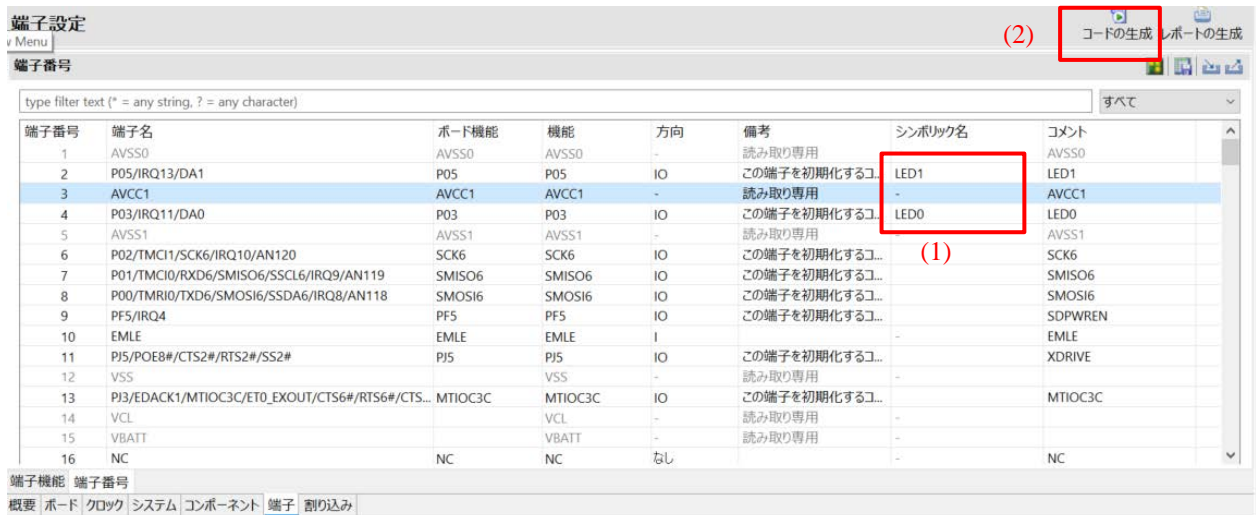 端子設定
(2)
コードの生成 レポートの生成
w Menu
端子番号
type filter text (* = any string, ? = any character) すべて
端子番号 端子名 ボード機能 機能 方向 備考 シンボリック名 コメント
1 AVSS0 AVSS0 AVSS0 - 読み取り専用 AVSS0
2 P05/IRQ13/DA1 P05 P05 IO この端子を初期化するコ... LED1 LED1
3 AVCC1 AVCC1 AVCC1 - 読み取り専用 - AVCC1
4 P03/IRQ11/DA0 P03 P03 IO この端子を初期化するコ... LED0 LED0
5 AVSS1 AVSS1 AVSS1 - 読み取り専用 AVSS1
(1)
6 P02/TMCI1/SCK6/IRQ10/AN120 SCK6 SCK6 IO この端子を初期化するコ... SCK6
7 P01/TMCI0/RXD6/SMISO6/SSCL6/IRQ9/AN119 SMISO6 SMISO6 IO この端子を初期化するコ... SMISO6
8 P00/TMRI0/TXD6/SMOSI6/SSDA6/IRQ8/AN118 SMOSI6 SMOSI6 IO この端子を初期化するコ... SMOSI6
9 PF5/IRQ4 PF5 PF5 IO この端子を初期化するコ... SDPWREN
10 EMLE EMLE EMLE I - EMLE
11 PJ5/POE8#/CTS2#/RTS2#/SS2# PJ5 PJ5 IO この端子を初期化するコ... XDRIVE
12 VSS VSS - 読み取り専用 -
13 PJ3/EDACK1/MTIOC3C/ET0_EXOUT/CTS6#/RTS6#/CTS... MTIOC3C MTIOC3C IO この端子を初期化するコ... MTIOC3C
14 VCL VCL - 読み取り専用 -
15 VBATT VBATT - 読み取り専用 -
16 NC NC NC なし - NC
端子機能 端子番号
概要 ボード クロック システム コンポーネント 端子 割り込み